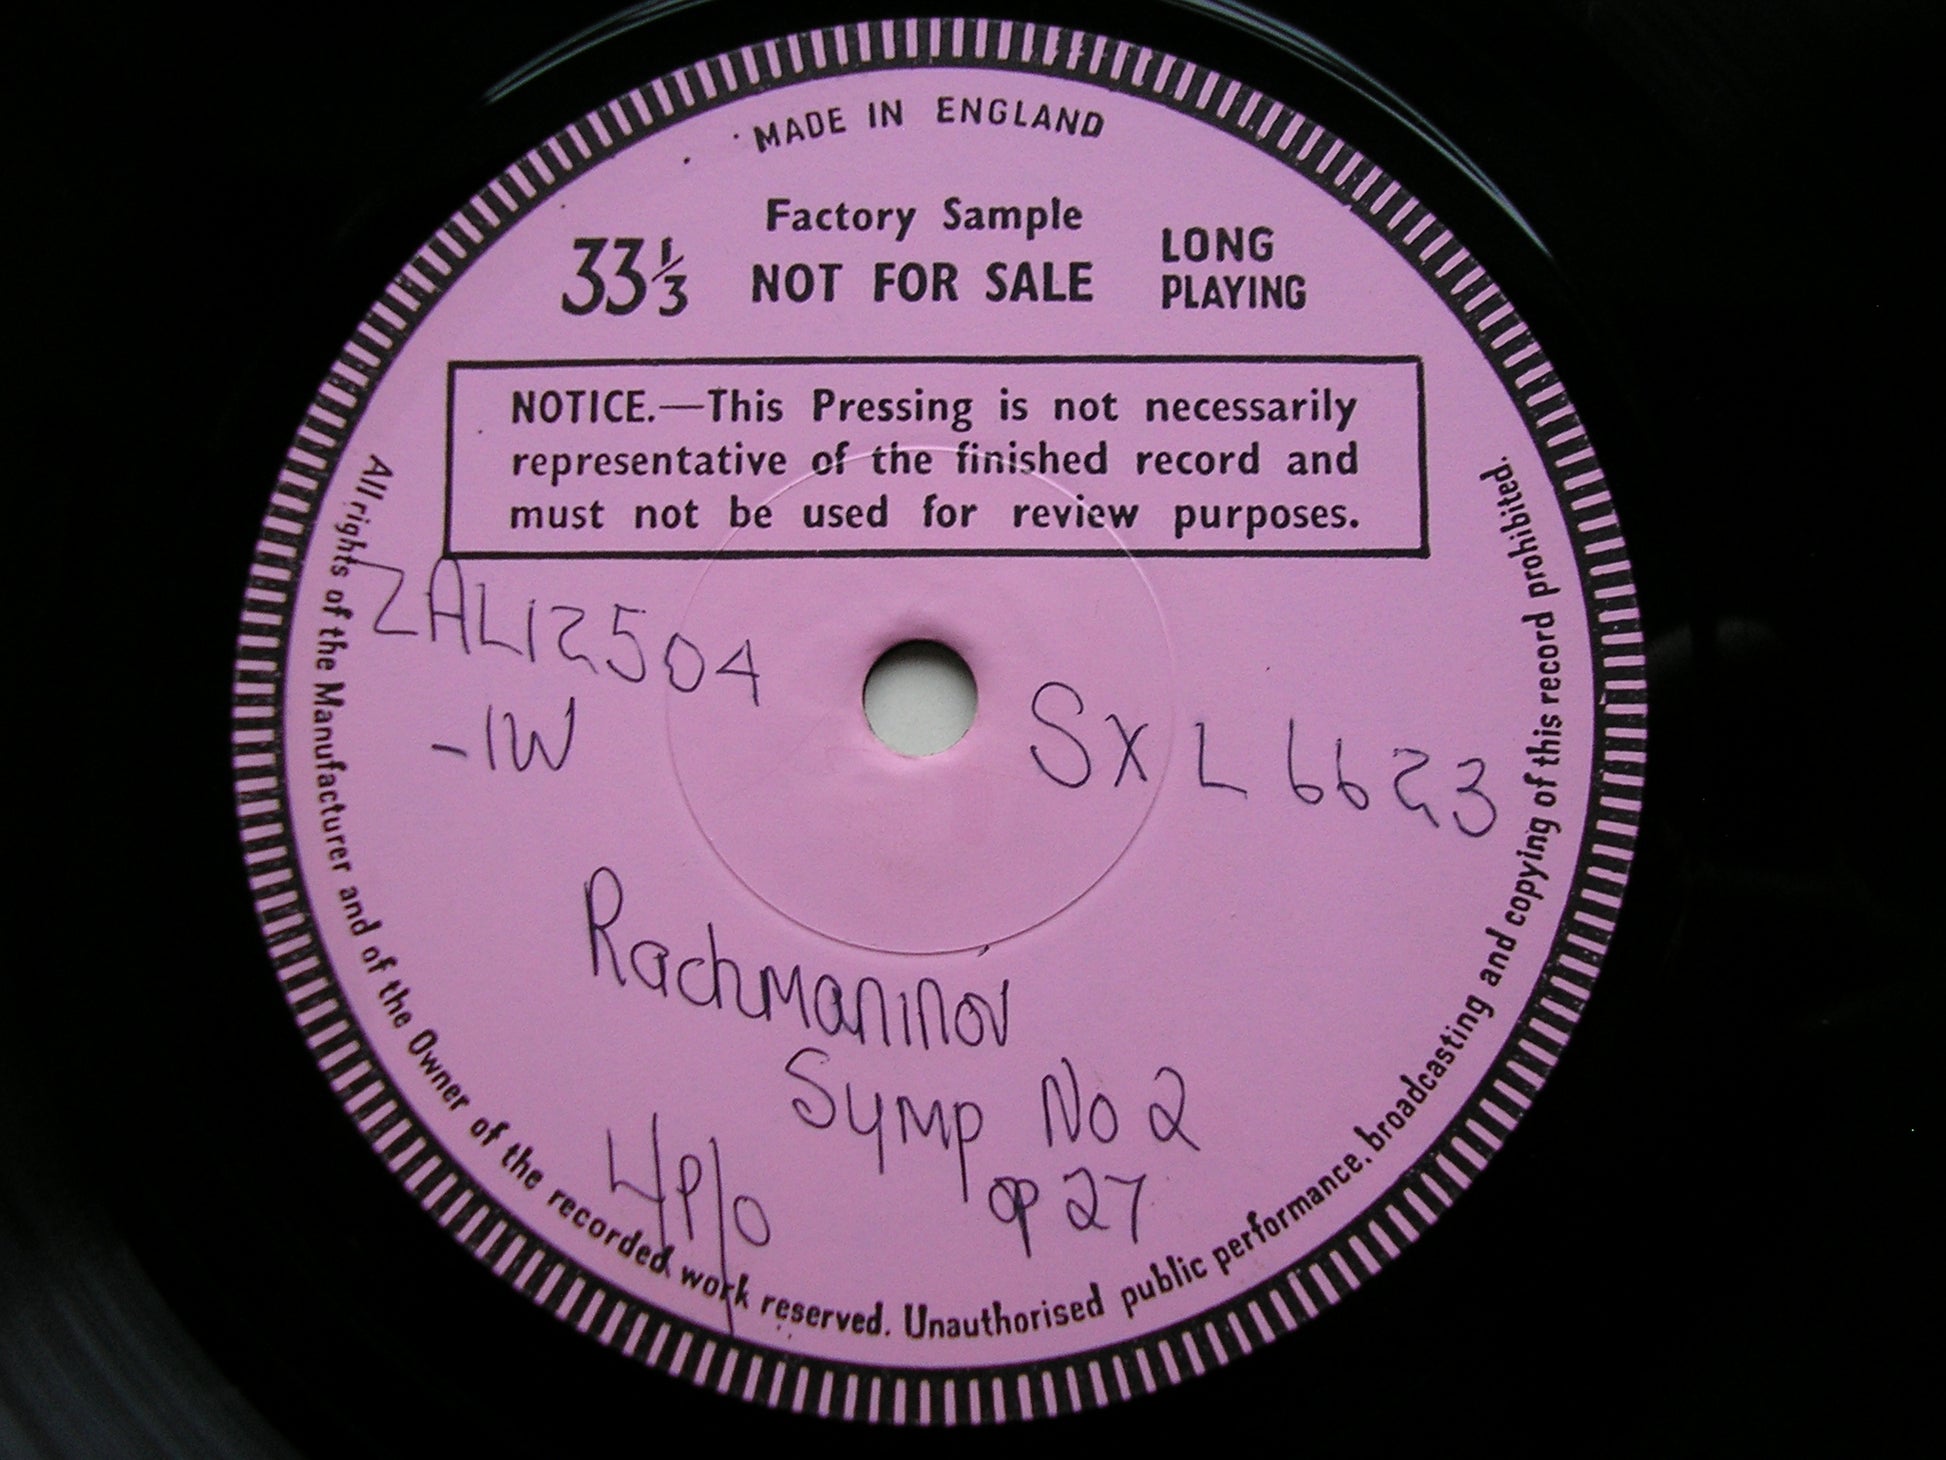 MADE IN ENGLAND
Factory Sample
33⅓ NOT FOR SALE LONG PLAYING
NOTICE.—This Pressing is not necessarily
representative of the finished record and
must not be used for review purposes.
ZAL12504
-1W
SXL 6623
Rachmaninov
Symp No 2
op 27
L/P/O
All rights of the Manufacturer and of the Owner of the recorded work reserved. Unauthorised public performance, broadcasting and copying of this record prohibited.